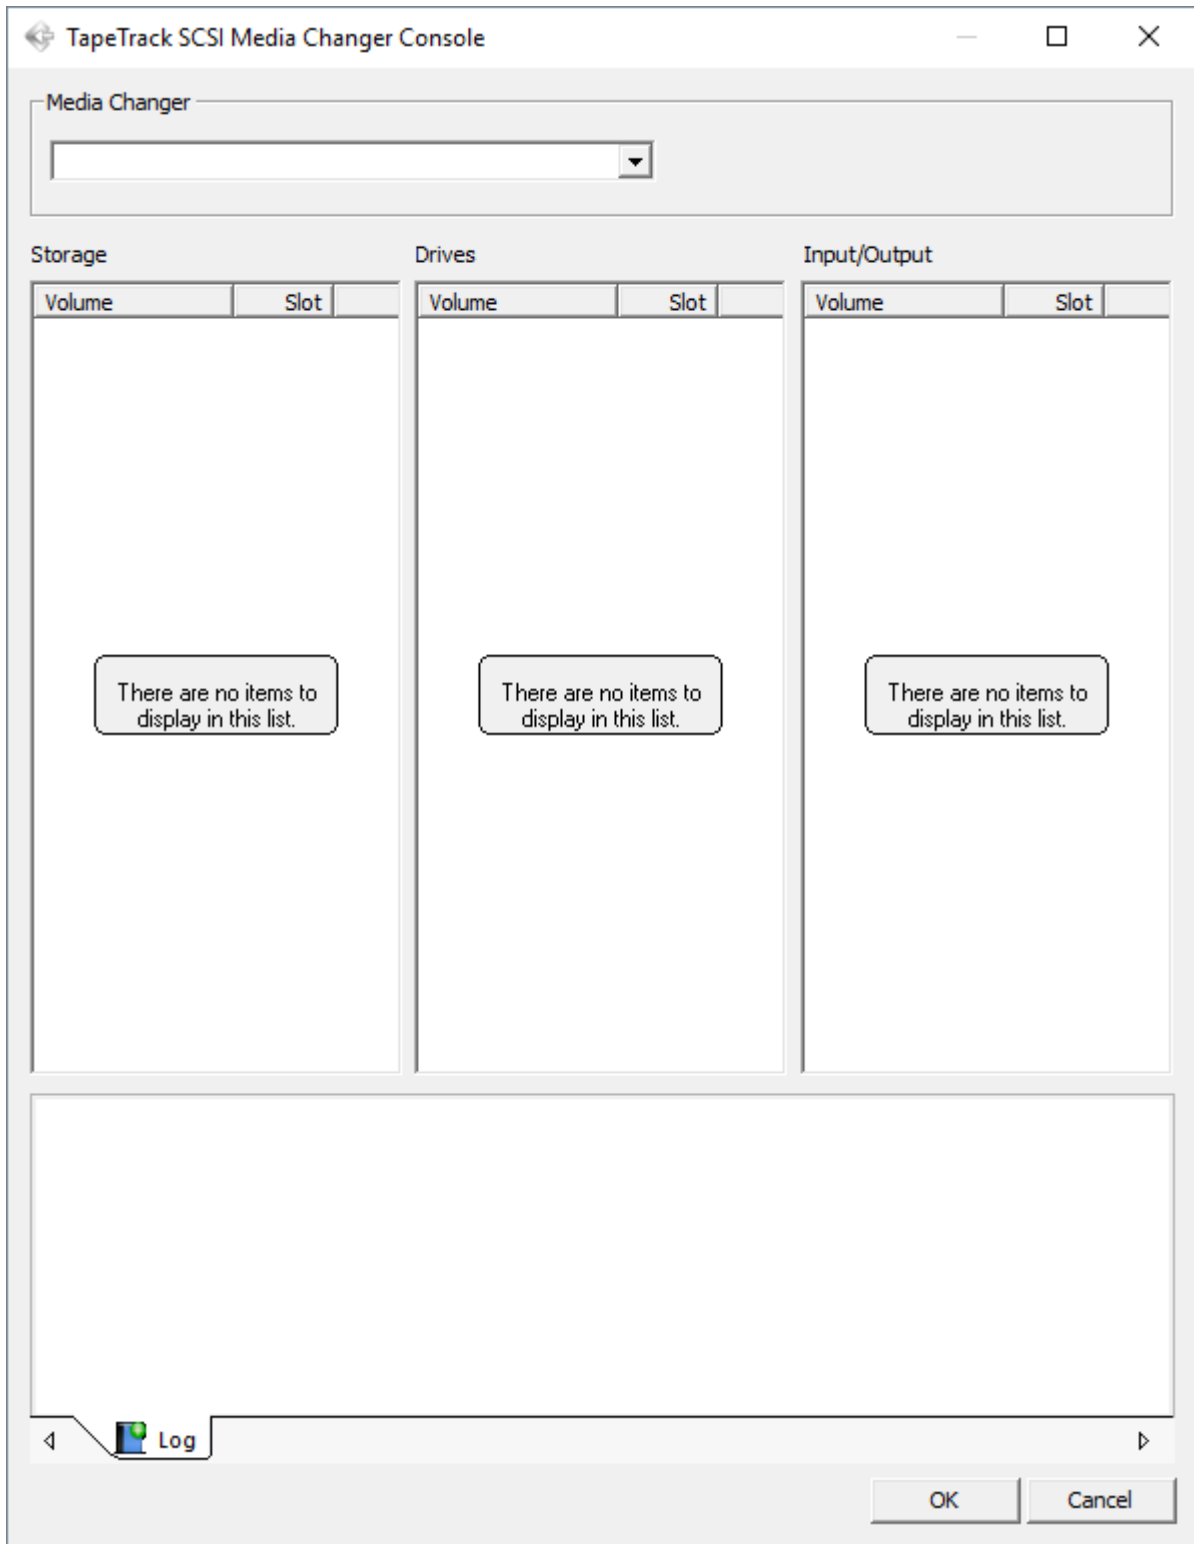 TapeTrack SCSI Media Changer Console
Media Changer
Storage
Drives
Input/Output
Volume Slot
Volume Slot
Volume Slot
There are no items to
display in this list.
There are no items to
display in this list.
There are no items to
display in this list.
Log
OK
Cancel